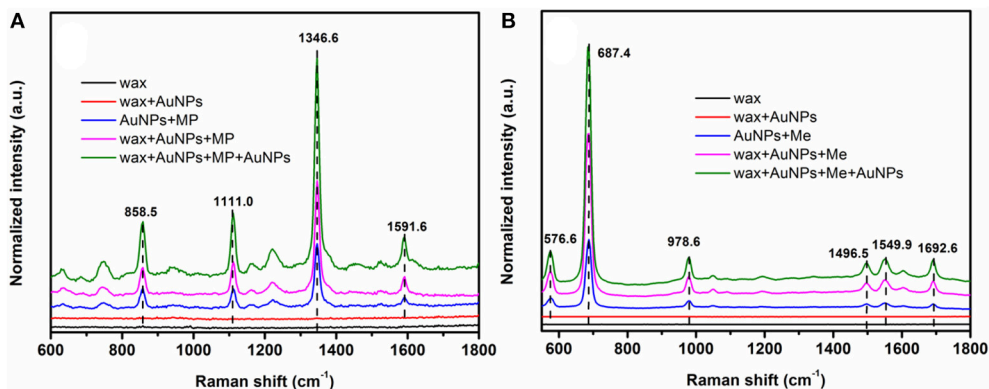 A
Normalized intensity (a.u.)
wax
wax+AuNPs
AuNPs+MP
wax+AuNPs+MP
wax+AuNPs+MP+AuNPs
1346.6
858.5
1111.0
1591.6
600 800 1000 1200 1400 1600 1800
Raman shift (cm⁻¹)
B
Normalized intensity (a.u.)
687.4
wax
wax+AuNPs
AuNPs+Me
wax+AuNPs+Me
wax+AuNPs+Me+AuNPs
576.6
978.6
1496.5
1549.9
1692.6
600 800 1000 1200 1400 1600 1800
Raman shift (cm⁻¹)